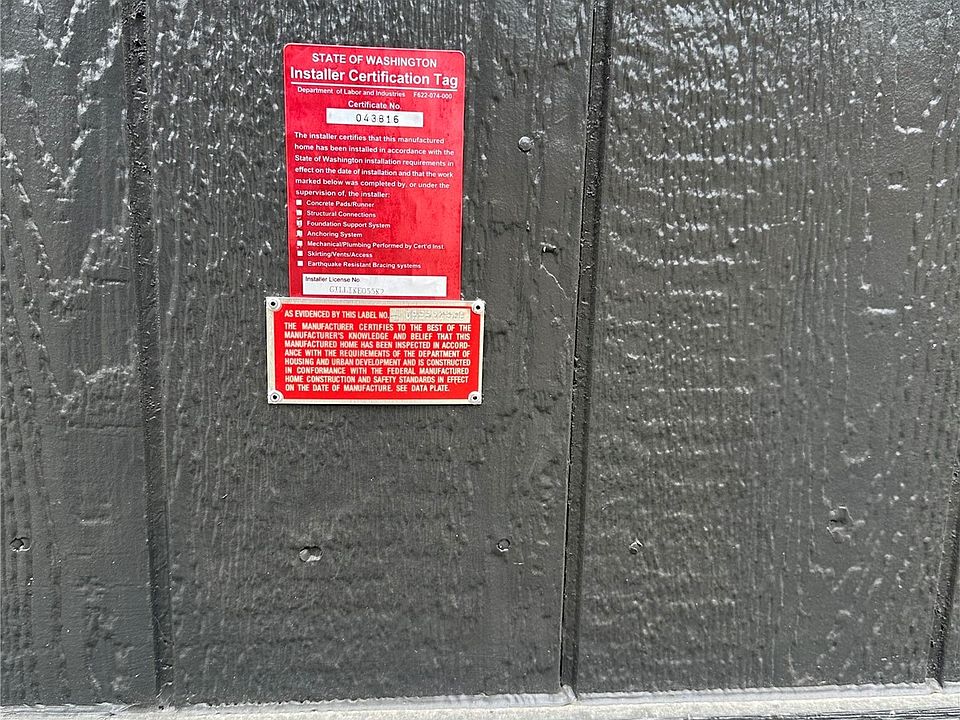 STATE OF WASHINGTON
Installer Certification Tag
Department of Labor and Industries F622-074-000
Certificate No.
043816
The installer certifies that this manufactured
home has been installed in accordance with the
State of Washington installation requirements in
effect on the date of installation and that the work
marked below was completed by, or under the
supervision of, the installer:
Concrete Pads/Runner
Structural Connections
Foundation Support System
Anchoring System
Mechanical/Plumbing Performed by Cert'd Inst
Skirting/Vents/Access
Earthquake Resistant Bracing systems
Installer License No.
AS EVIDENCED BY THIS LABEL NO.
THE MANUFACTURER CERTIFIES TO THE BEST OF THE
MANUFACTURER'S KNOWLEDGE AND BELIEF THAT THIS
MANUFACTURED HOME HAS BEEN INSPECTED IN ACCORD-
ANCE WITH THE REQUIREMENTS OF THE DEPARTMENT OF
HOUSING AND URBAN DEVELOPMENT AND IS CONSTRUCTED
IN CONFORMANCE WITH THE FEDERAL MANUFACTURED
HOME CONSTRUCTION AND SAFETY STANDARDS IN EFFECT
ON THE DATE OF MANUFACTURE. SEE DATA PLATE.